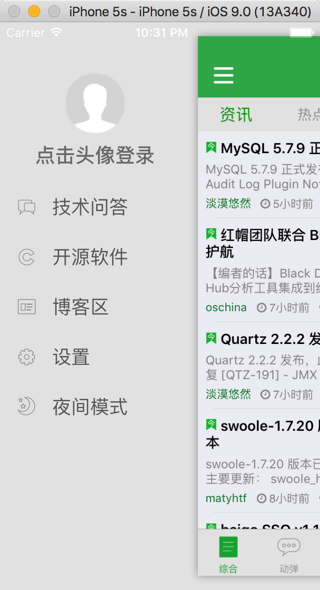 iPhone 5s - iPhone 5s / iOS 9.0 (13A340)
Carrier
10:31 PM
点击头像登录
技术问答
开源软件
博客区
设置
夜间模式
资讯
热点
MySQL 5.7.9 正
MySQL 5.7.9 正式发
Audit Log Plugin No
淡漠悠然 5小时前
红帽团队联合 B
护航
【编者的话】Black D
Hub分析工具集成到
oschina 7小时前
Quartz 2.2.2 发
Quartz 2.2.2 发布，
复 [QTZ-191] - JMX
淡漠悠然 7小时前
swoole-1.7.20
本
swoole-1.7.20 版本已
主要更新： swoole_h
matyhtf 8小时前
综合
动弹